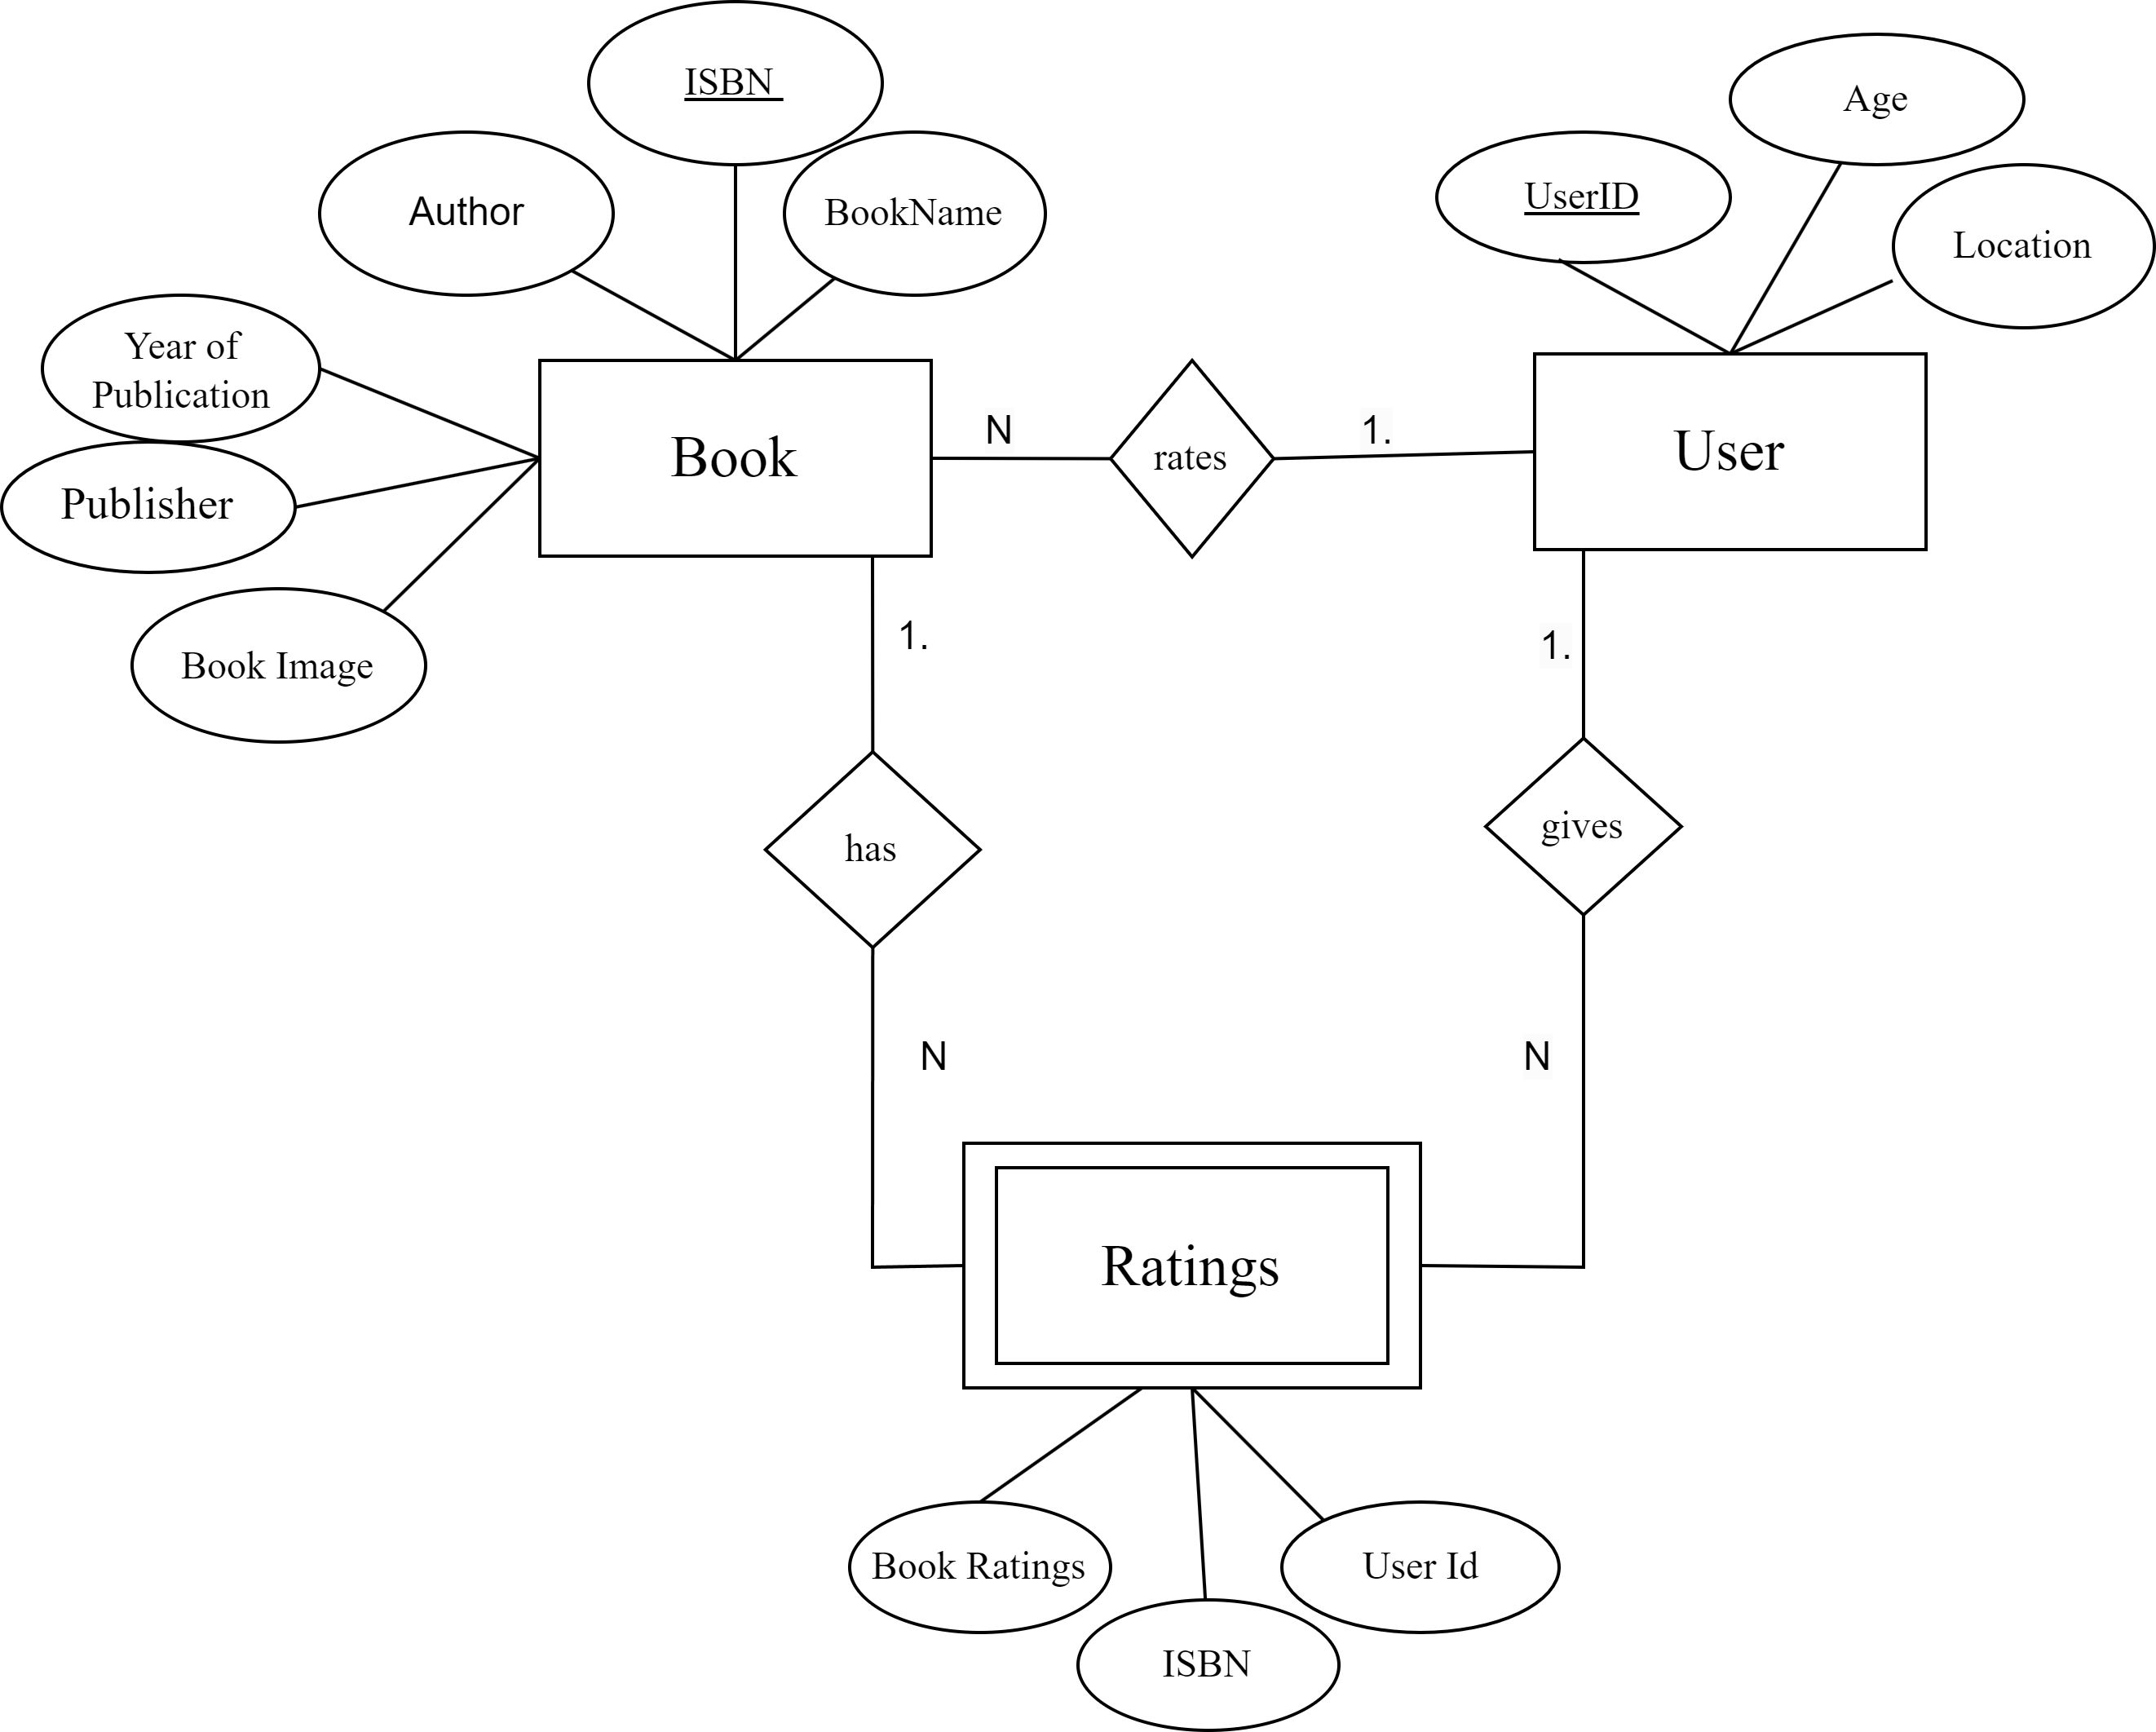 ISBN
Age
UserID
Author
BookName
Location
Year of
Publication
N
1.
Book
rates
User
Publisher
1.
1.
Book Image
gives
has
N
N
Ratings
Book Ratings
User Id
ISBN